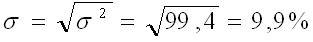 σ = √σ² = √99,4 = 9,9%